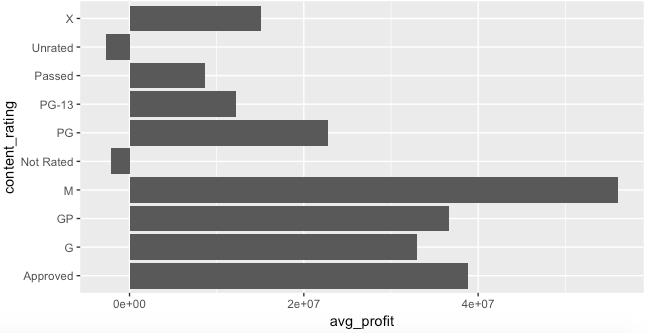 content_rating
X
Unrated
Passed
PG-13
PG
Not Rated
M
GP
G
Approved
0e+00 2e+07 4e+07
avg_profit